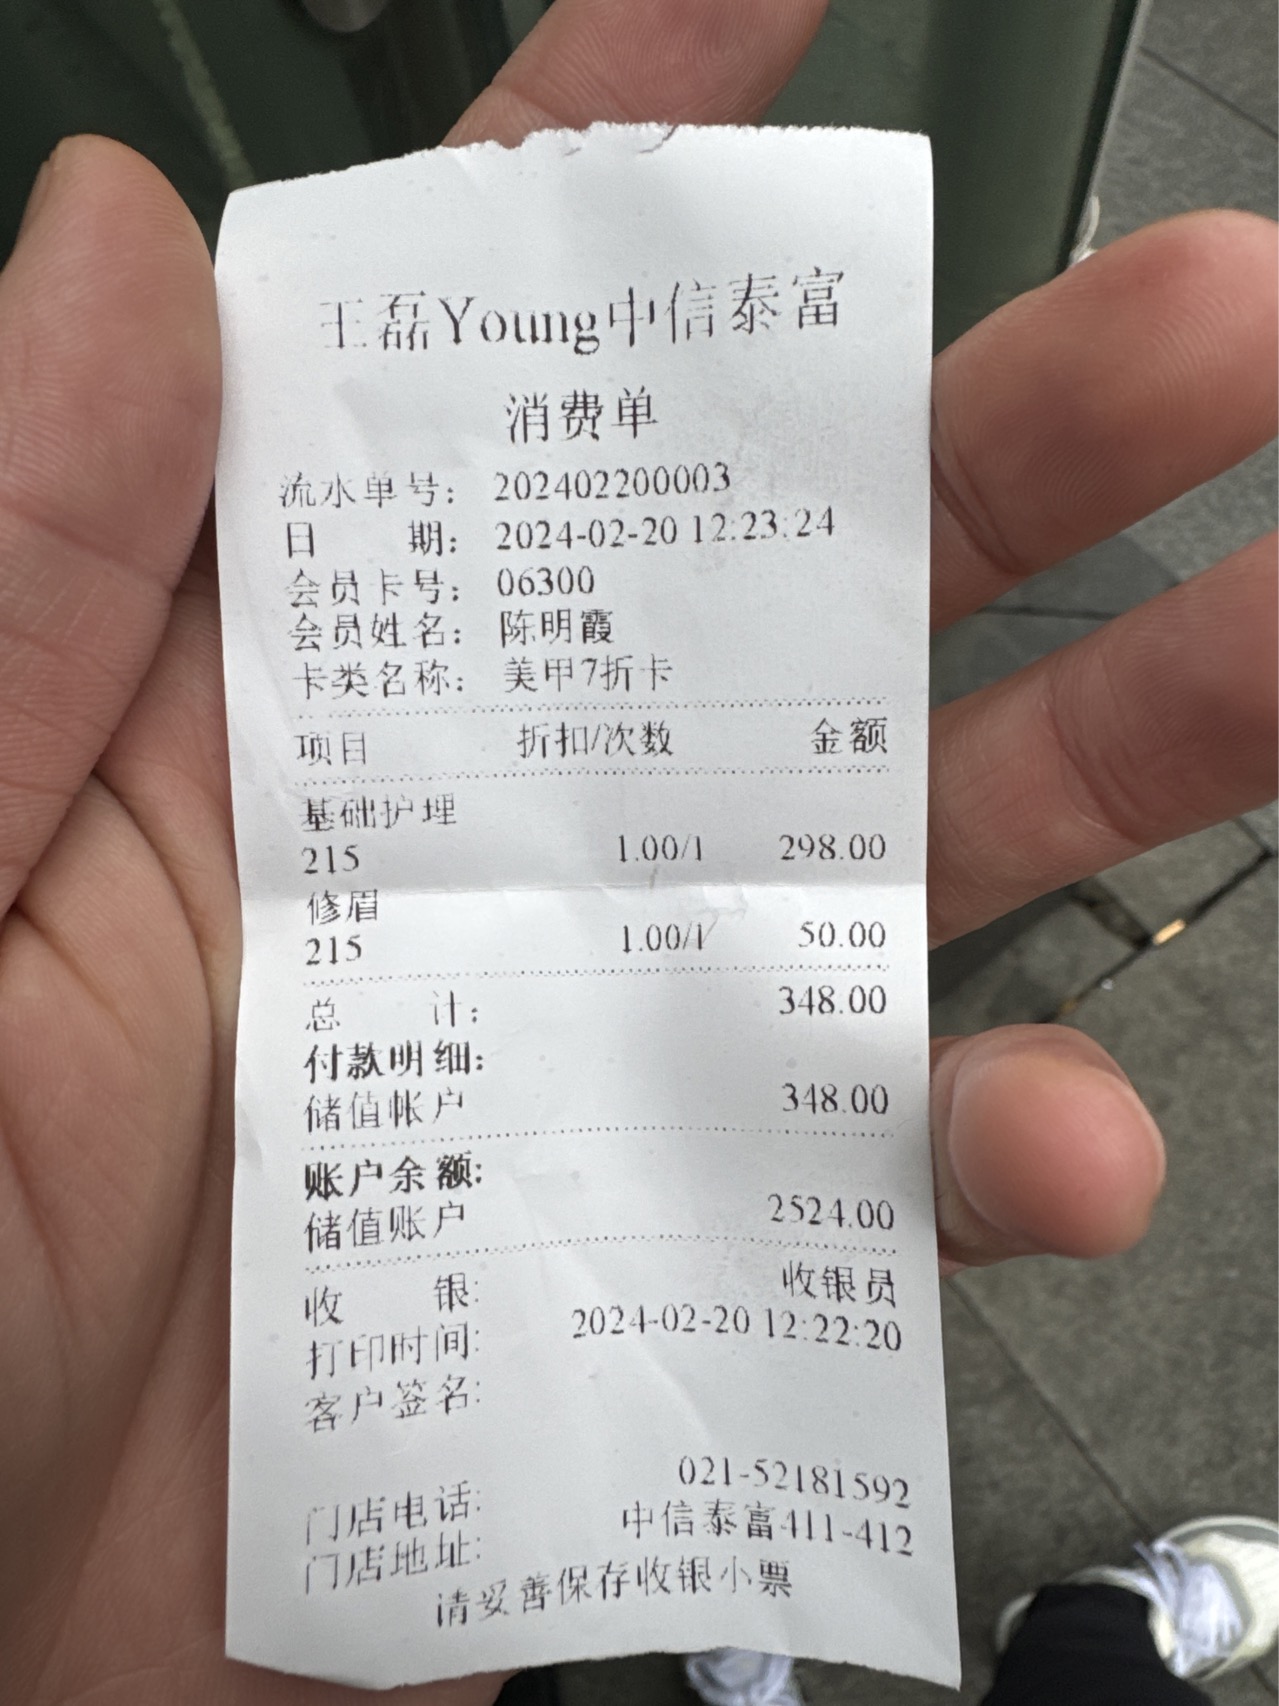 王磊Young中信泰富
消费单
流水单号： 202402200003
日 期： 2024-02-20 12:23:24
会员卡号： 06300
会员姓名： 陈明霞
卡类名称： 美甲7折卡
项目 折扣/次数 金额
基础护理
215 1.00/1 298.00
修眉
215 1.00/1 50.00
总 计： 348.00
付款明细：
储值帐户 348.00
账户余额：
储值账户 2524.00
收 银: 收银员
打印时间: 2024-02-20 12:22:20
客户签名:
门店电话: 021-52181592
门店地址: 中信泰富411-412
请妥善保存收银小票